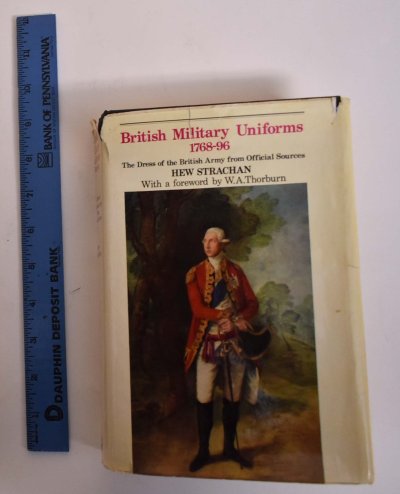 British Military Uniforms
1768-96
The Dress of the British Army from Official Sources
HEW STRACHAN
With a foreword by W.A.Thorburn
BANK OF PENNSYLVANIA
DAUPHIN DEPOSIT BANK